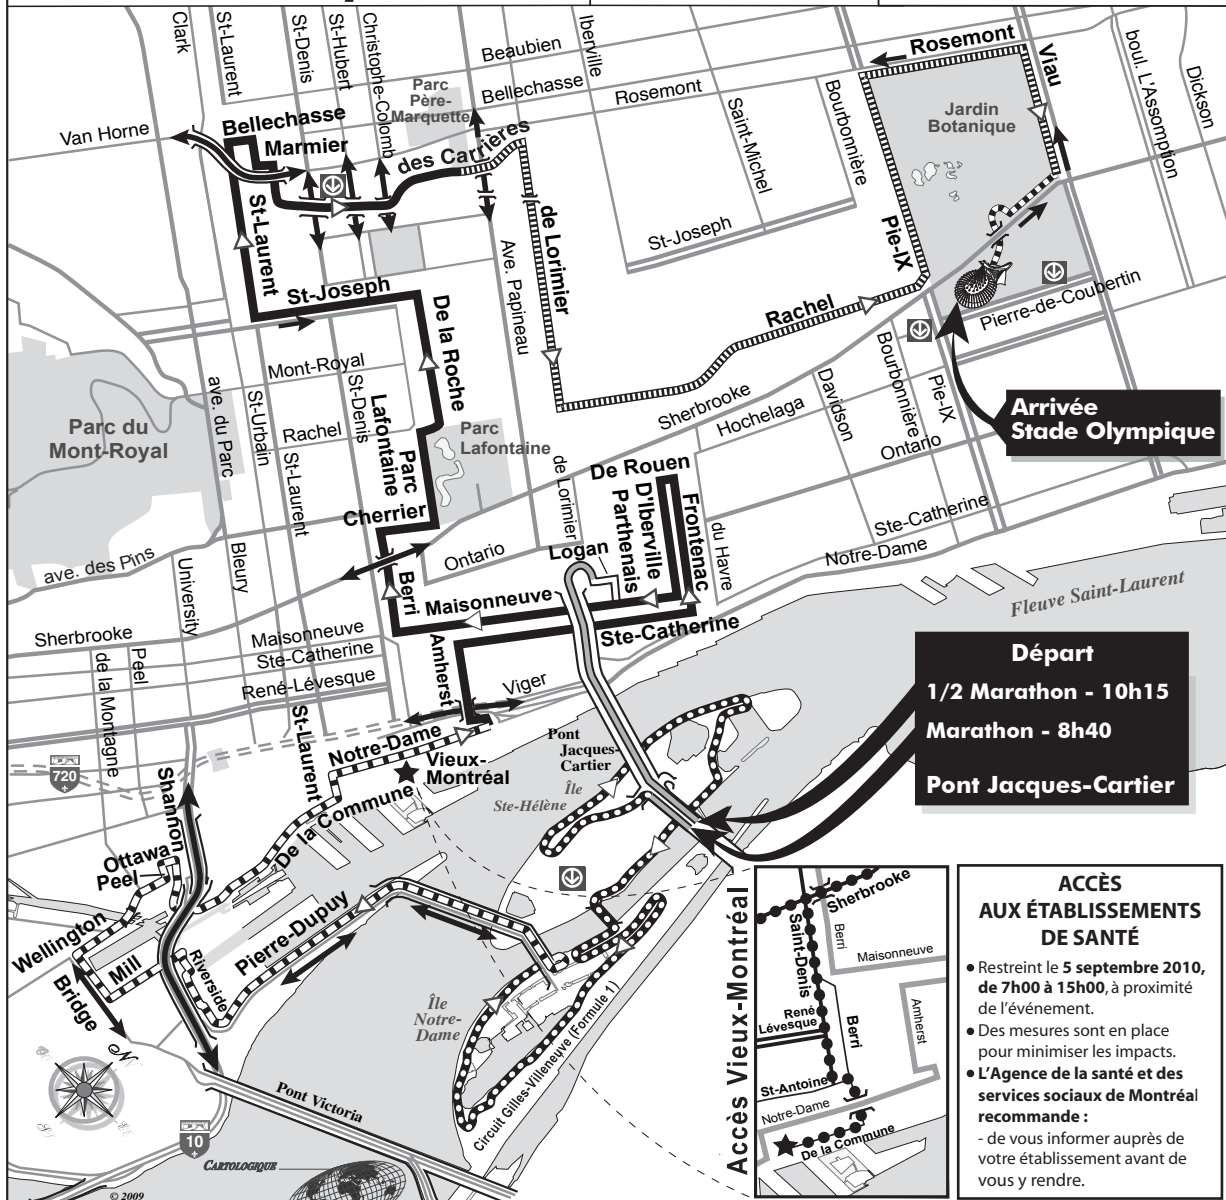 Clark
St-Laurent
St-Denis
St-Hubert
Christophe-Colomb
Beaubien
Iberville
Bellechasse
Rosemont
Rosemont
Viau
boul. L'Assomption
Dickson
Parc
Père-
Marquette
Saint-Michel
Bourbonnière
Jardin
Botanique
Van Horne
Bellechasse
Marmier
des Carrières
St-Laurent
de Lorimier
St-Joseph
Pie-IX
St-Joseph
Ave. Papineau
De la Roche
Rachel
Pierre-de-Coubertin
Mont-Royal
ave. du Parc
St-Urbain
Rachel
St-Denis
Lafontaine
Parc
Parc
Lafontaine
Sherbrooke
Hochelaga
Davidson
Bourbonnière
Pie-IX
Ontario
Arrivée
Stade Olympique
Parc du
Mont-Royal
St-Laurent
Cherrier
de Lorimier
De Rouen
D'Iberville
Parthenais
Frontenac
du Havre
Ste-Catherine
Notre-Dame
ave. des Pins
University
Bleury
Ontario
Logan
Berri
Maisonneuve
Ste-Catherine
Fleuve Saint-Laurent
Sherbrooke
de la Montagne
Peel
Maisonneuve
Ste-Catherine
René-Lévesque
Amherst
Viger
Départ
1/2 Marathon - 10h15
Marathon - 8h40
Pont Jacques-Cartier
St-Laurent
Notre-Dame
Vieux-
Montréal
Pont
Jacques-
Cartier
Île
Ste-Hélène
720
Shannon
De la Commune
Ottawa
Peel
Wellington
Mill
Bridge
Riverside
Pierre-Dupuy
Île
Notre-
Dame
Circuit Gilles-Villeneuve (Formule 1)
Pont Victoria
N
10
CARTOLOGIQUE
© 2009
Accès Vieux-Montréal
Sherbrooke
Saint-Denis
Berri
Maisonneuve
René
Lévesque
Berri
Amherst
St-Antoine
Notre-Dame
De la Commune
ACCÈS
AUX ÉTABLISSEMENTS
DE SANTÉ
● Restreint le 5 septembre 2010,
de 7h00 à 15h00, à proximité
de l'événement.
● Des mesures sont en place
pour minimiser les impacts.
● L'Agence de la santé et des
services sociaux de Montréal
recommande :
- de vous informer auprès de
votre établissement avant de
vous y rendre.